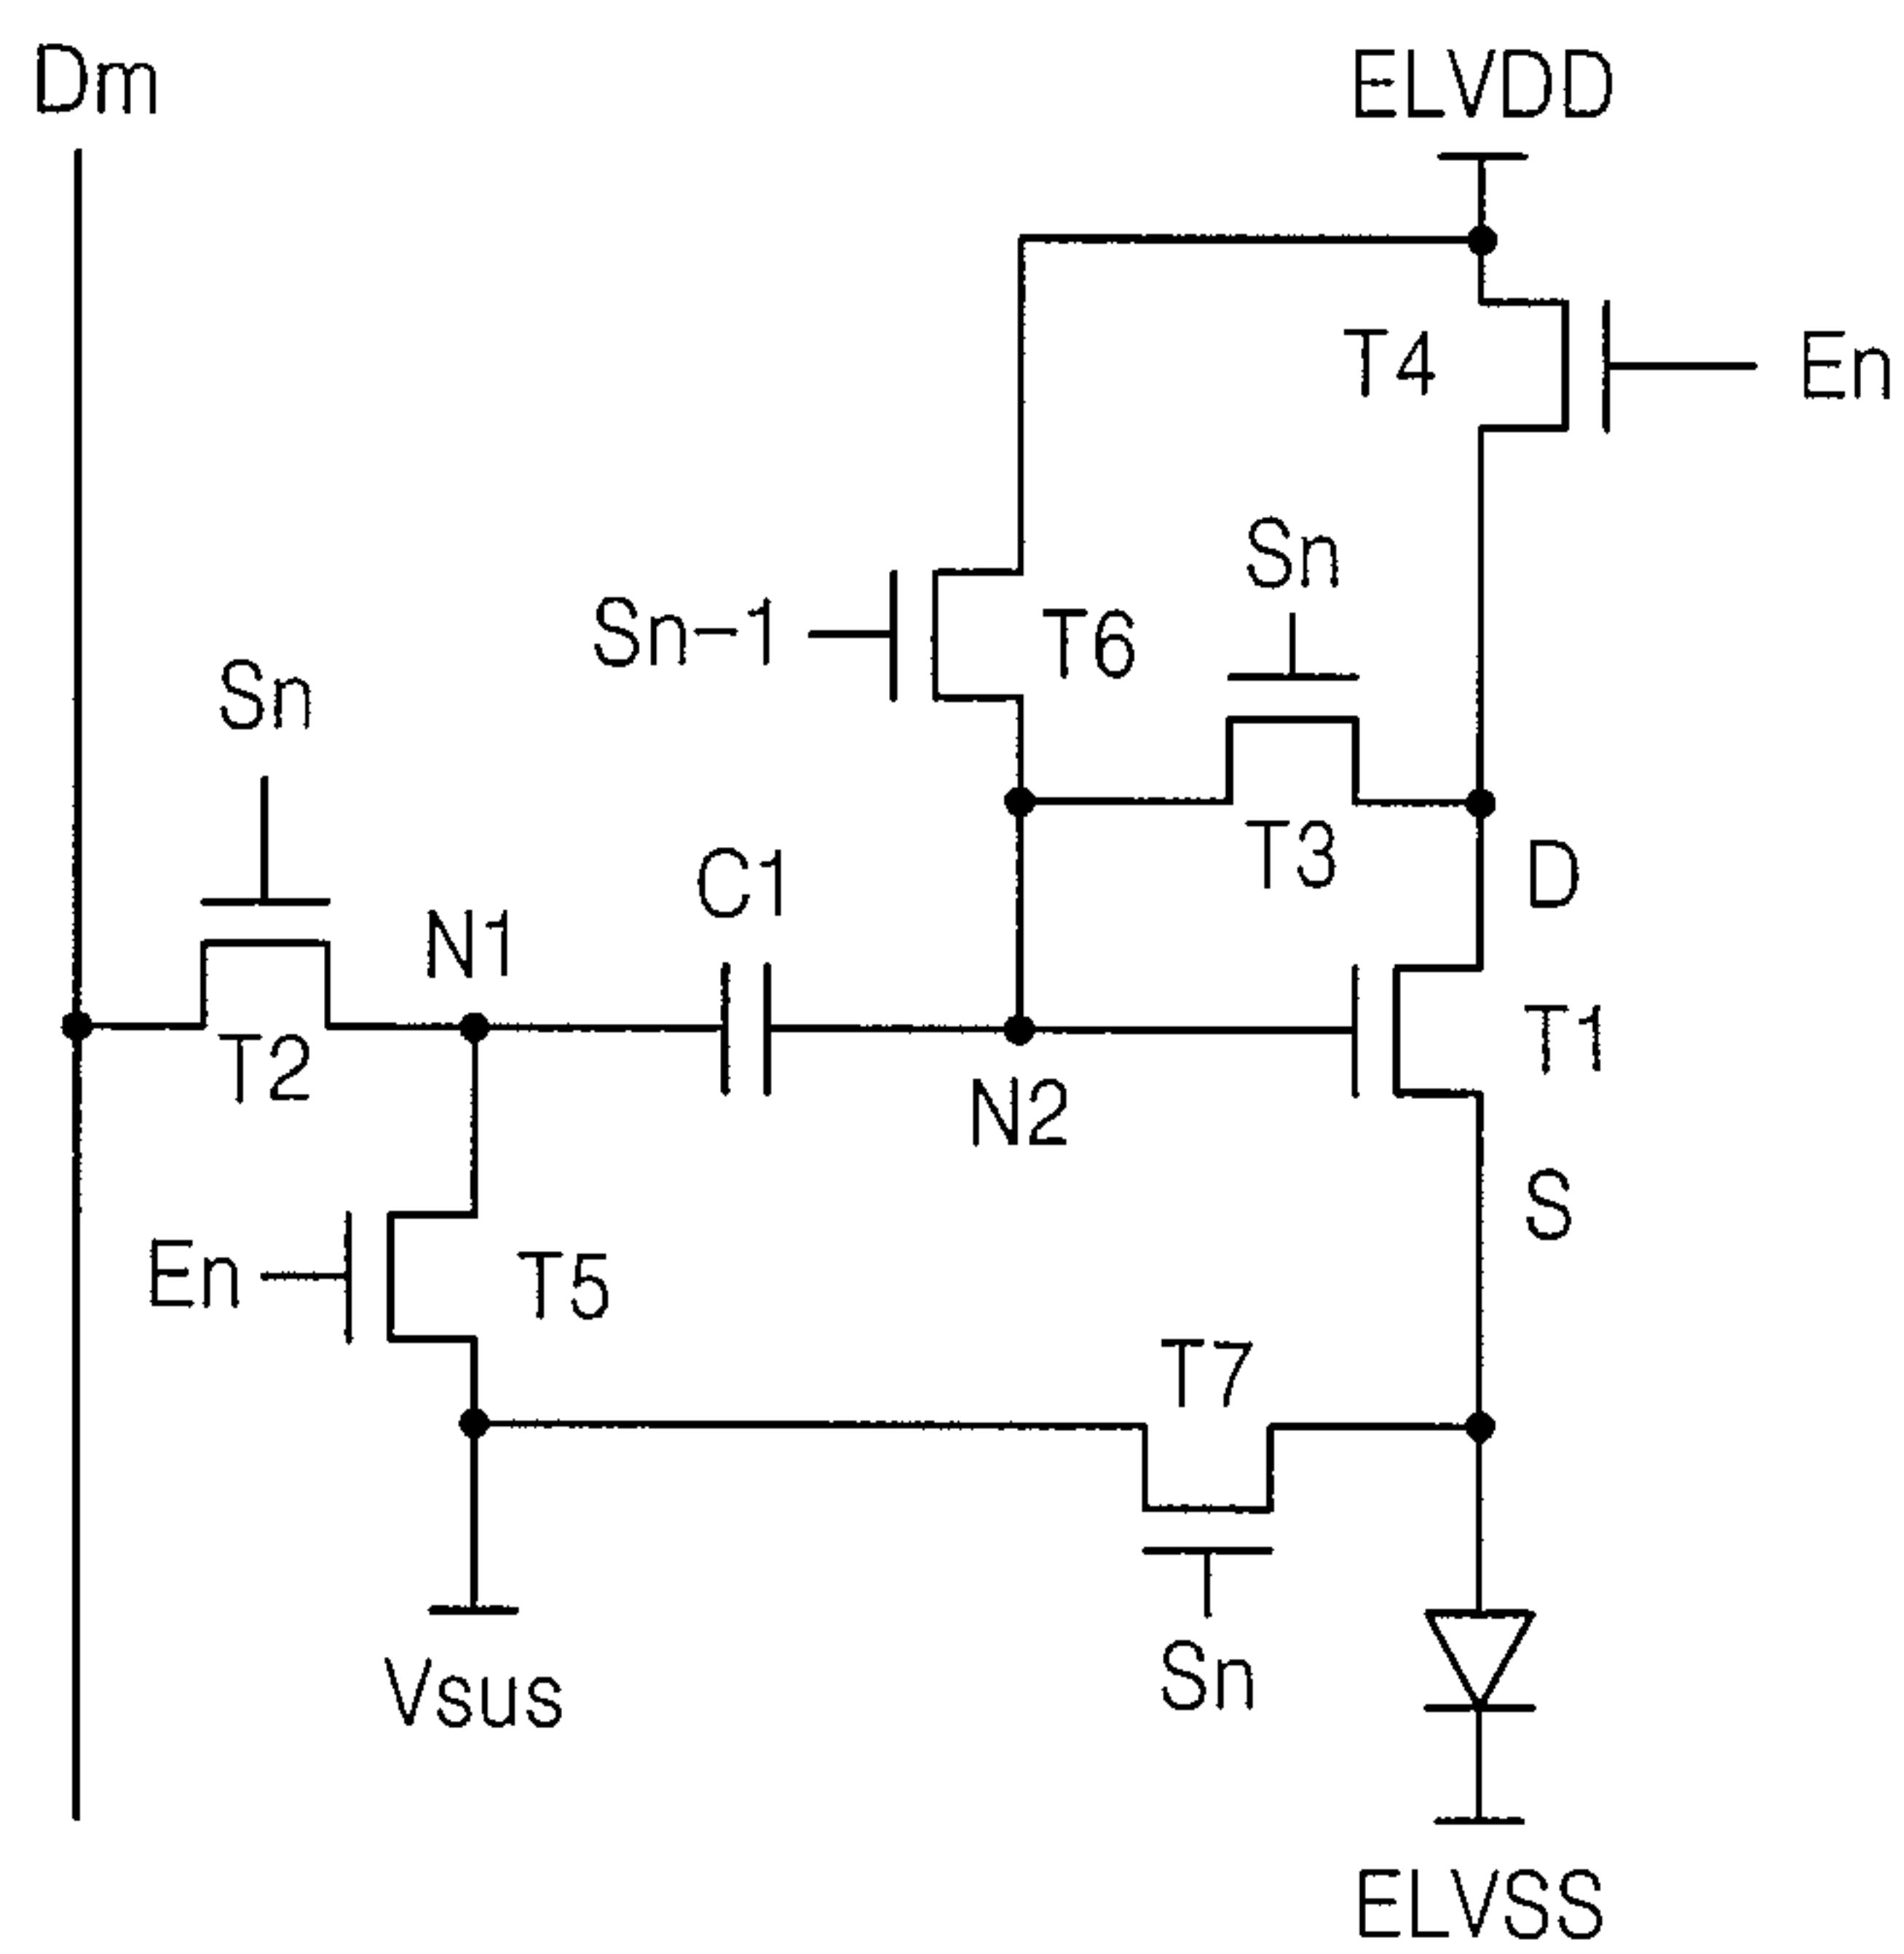 Dm
ELVDD
T4
En
Sn
Sn-1
T6
Sn
T3
C1
D
N1
T2
T1
N2
S
En
T5
T7
Vsus
Sn
ELVSS